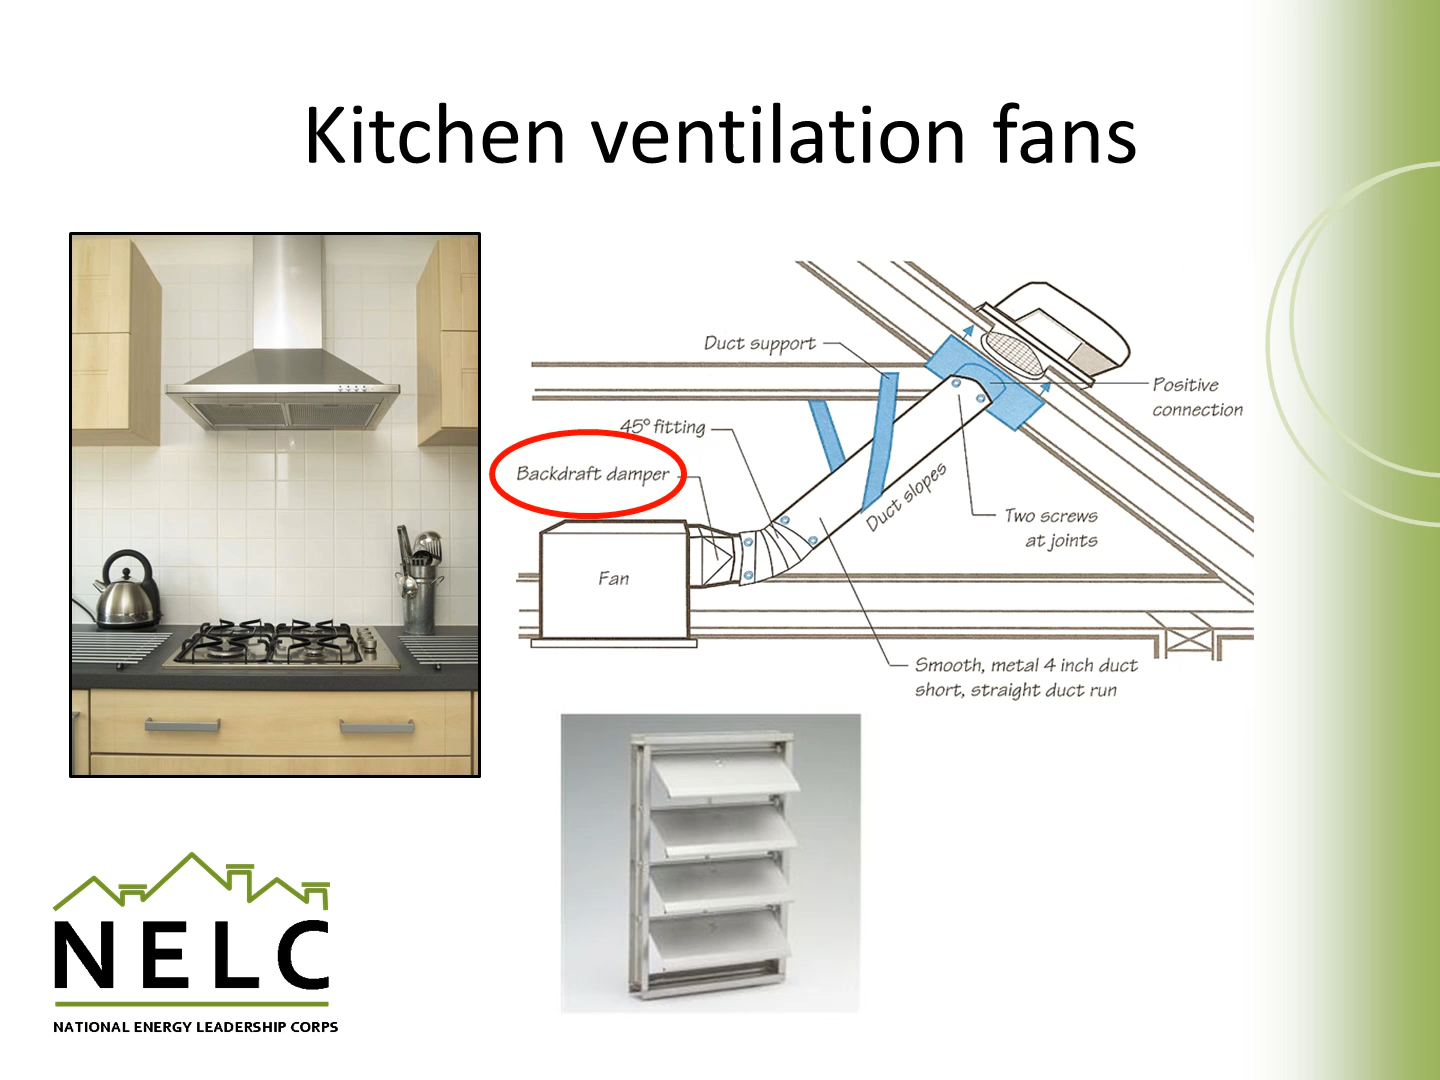 Kitchen ventilation fans
Duct support
Positive
connection
45° fitting
Backdraft damper
Duct slopes
Two screws
at joints
Fan
Smooth, metal 4 inch duct
short, straight duct run
NELC
NATIONAL ENERGY LEADERSHIP CORPS